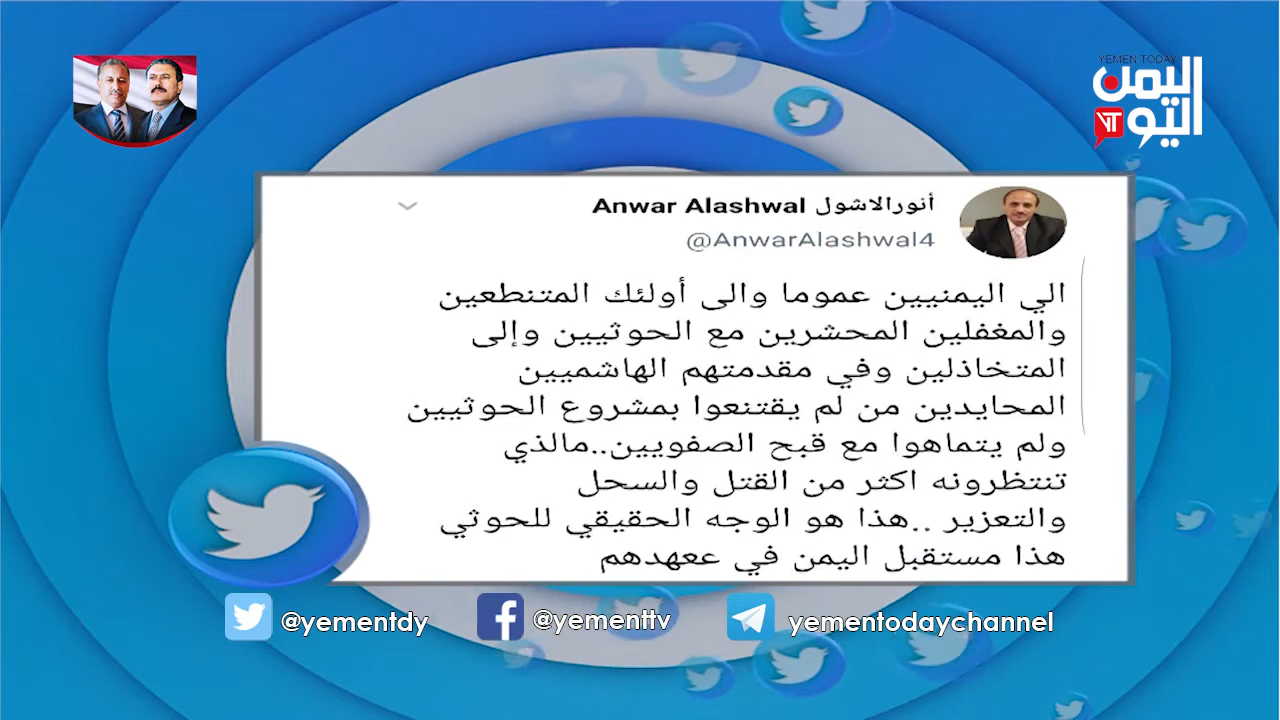 YEMEN TODAY
اليمن
اليوم
YT
أنورالاشول Anwar Alashwal
@AnwarAlashwal4
الي اليمنيين عموما والى أولئك المتنطعين
والمغفلين المحشرين مع الحوثيين وإلى
المتخاذلين وفي مقدمتهم الهاشميين
المحايدين من لم يقتنعوا بمشروع الحوثيين
ولم يتماهوا مع قبح الصفويين..مالذي
تنتظرونه اكثر من القتل والسحل
والتعزير ..هذا هو الوجه الحقيقي للحوثي
هذا مستقبل اليمن في ععهدهم
@yementdy @yementtv yementodaychannel